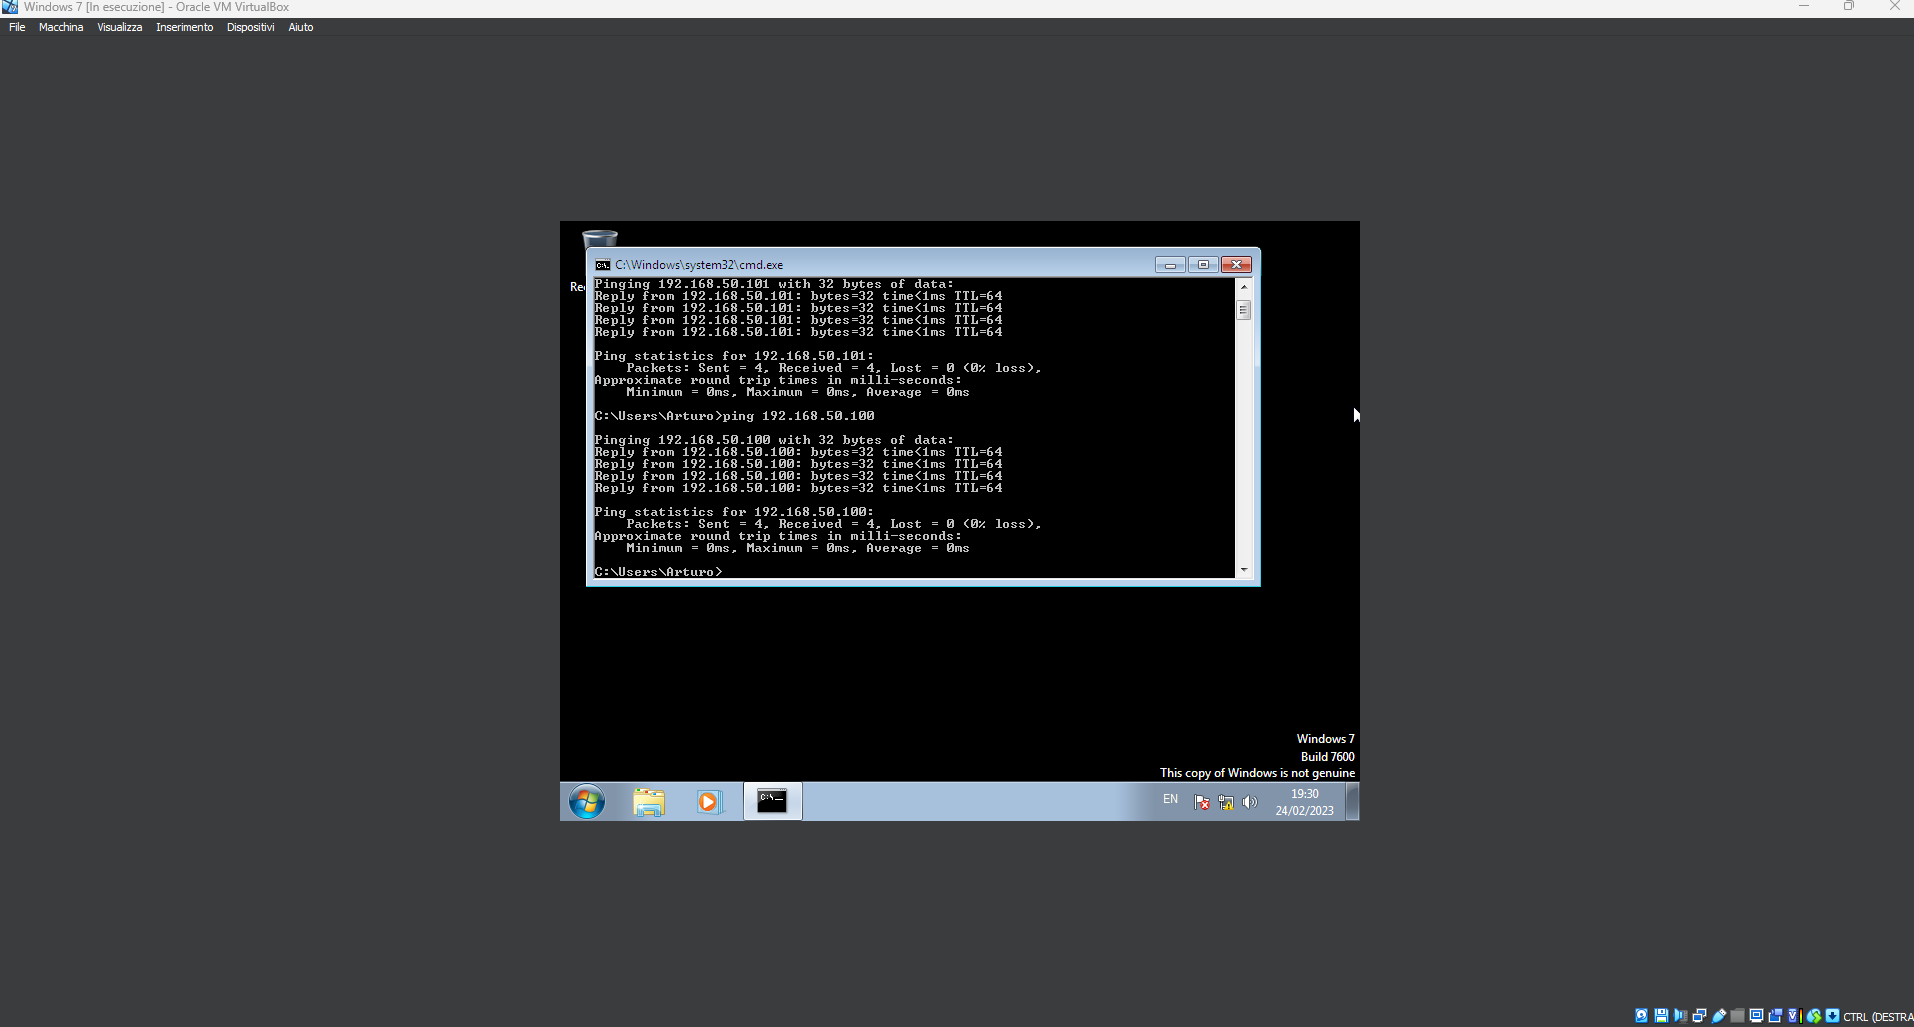 Windows 7 [In esecuzione] - Oracle VM VirtualBox
File Macchina Visualizza Inserimento Dispositivi Aiuto
C:\Windows\system32\cmd.exe
Pinging 192.168.50.101 with 32 bytes of data:
Reply from 192.168.50.101: bytes=32 time<1ms TTL=64
Reply from 192.168.50.101: bytes=32 time<1ms TTL=64
Reply from 192.168.50.101: bytes=32 time<1ms TTL=64
Reply from 192.168.50.101: bytes=32 time<1ms TTL=64
Ping statistics for 192.168.50.101:
Packets: Sent = 4, Received = 4, Lost = 0 (0% loss),
Approximate round trip times in milli-seconds:
Minimum = 0ms, Maximum = 0ms, Average = 0ms
C:\Users\Arturo>ping 192.168.50.100
Pinging 192.168.50.100 with 32 bytes of data:
Reply from 192.168.50.100: bytes=32 time<1ms TTL=64
Reply from 192.168.50.100: bytes=32 time<1ms TTL=64
Reply from 192.168.50.100: bytes=32 time<1ms TTL=64
Reply from 192.168.50.100: bytes=32 time<1ms TTL=64
Ping statistics for 192.168.50.100:
Packets: Sent = 4, Received = 4, Lost = 0 (0% loss),
Approximate round trip times in milli-seconds:
Minimum = 0ms, Maximum = 0ms, Average = 0ms
C:\Users\Arturo>
Windows 7
Build 7600
This copy of Windows is not genuine
EN
19:30
24/02/2023
CTRL (DESTRA